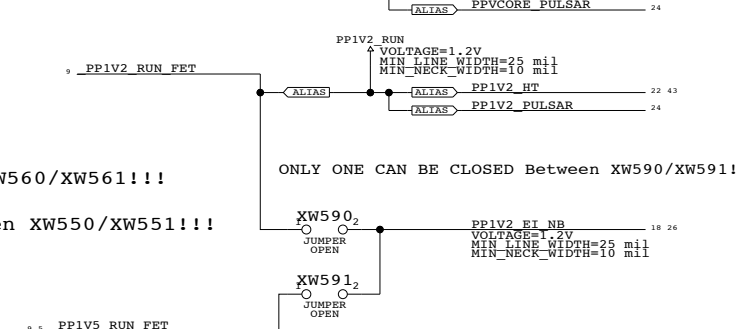 ALIAS PPVCORE_PULSAR 24
PP1V2_RUN
VOLTAGE=1.2V
MIN_LINE_WIDTH=25 mil
MIN_NECK_WIDTH=10 mil
9 PP1V2_RUN_FET
ALIAS ALIAS PP1V2_HT 22 43
ALIAS PP1V2_PULSAR 24
ONLY ONE CAN BE CLOSED Between XW590/XW591!
W560/XW561!!!
en XW550/XW551!!!
XW590
1 2
JUMPER
OPEN
PP1V2_EI_NB 18 26
VOLTAGE=1.2V
MIN_LINE_WIDTH=25 mil
MIN_NECK_WIDTH=10 mil
XW591
1 2
JUMPER
OPEN
9 5 PP1V5_RUN_FET